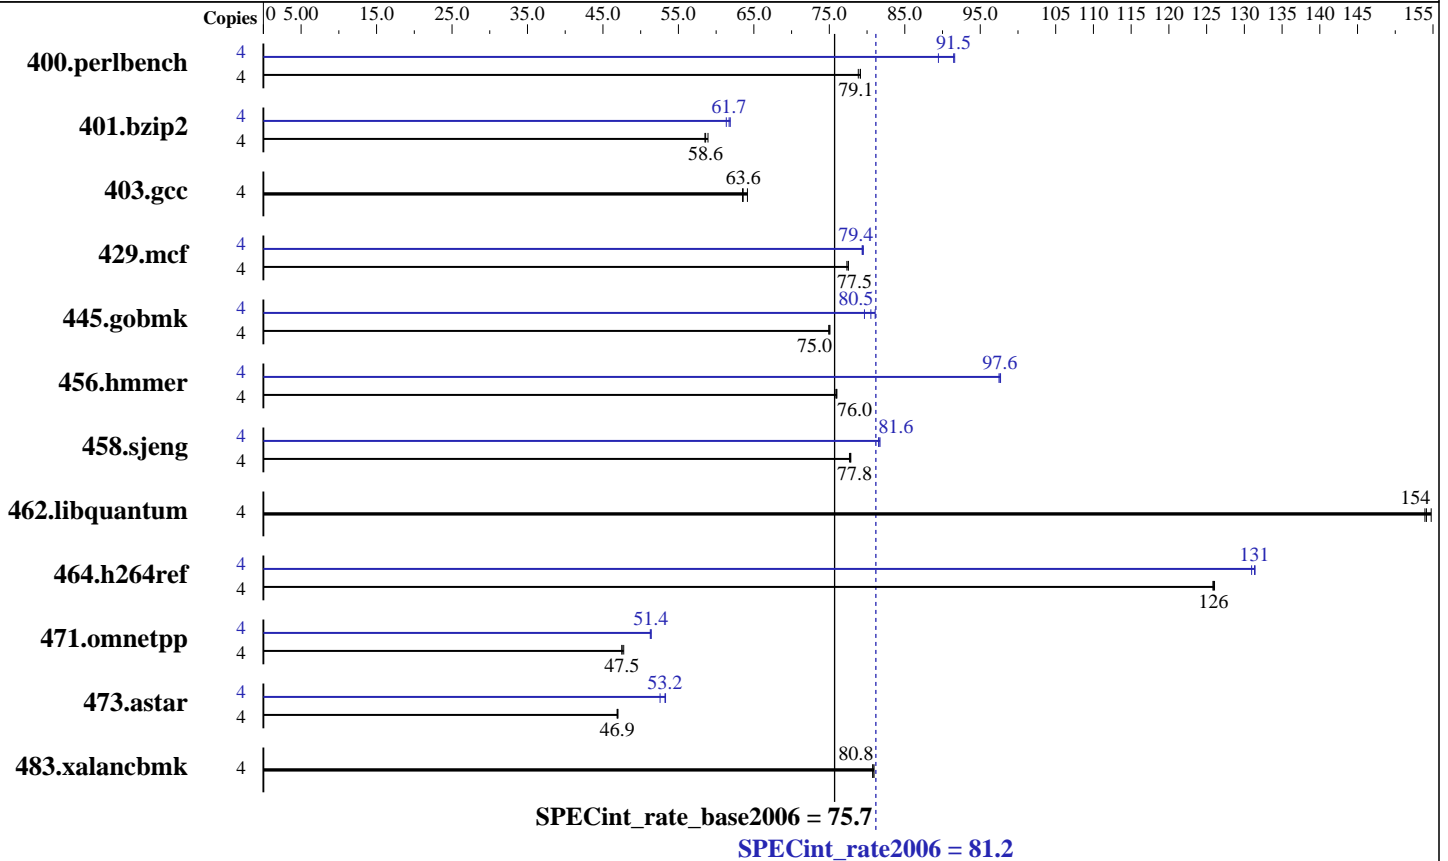 Copies 0 5.00 15.0 25.0 35.0 45.0 55.0 65.0 75.0 85.0 95.0 105 110 115 120 125 130 135 140 145 155
400.perlbench 4 91.5
4 79.1
401.bzip2 4 61.7
4 58.6
403.gcc 4 63.6
429.mcf 4 79.4
4 77.5
445.gobmk 4 80.5
4 75.0
456.hmmer 4 97.6
4 76.0
458.sjeng 4 81.6
4 77.8
462.libquantum 4 154
464.h264ref 4 131
4 126
471.omnetpp 4 51.4
4 47.5
473.astar 4 53.2
4 46.9
483.xalancbmk 4 80.8
SPECint_rate_base2006 = 75.7
SPECint_rate2006 = 81.2